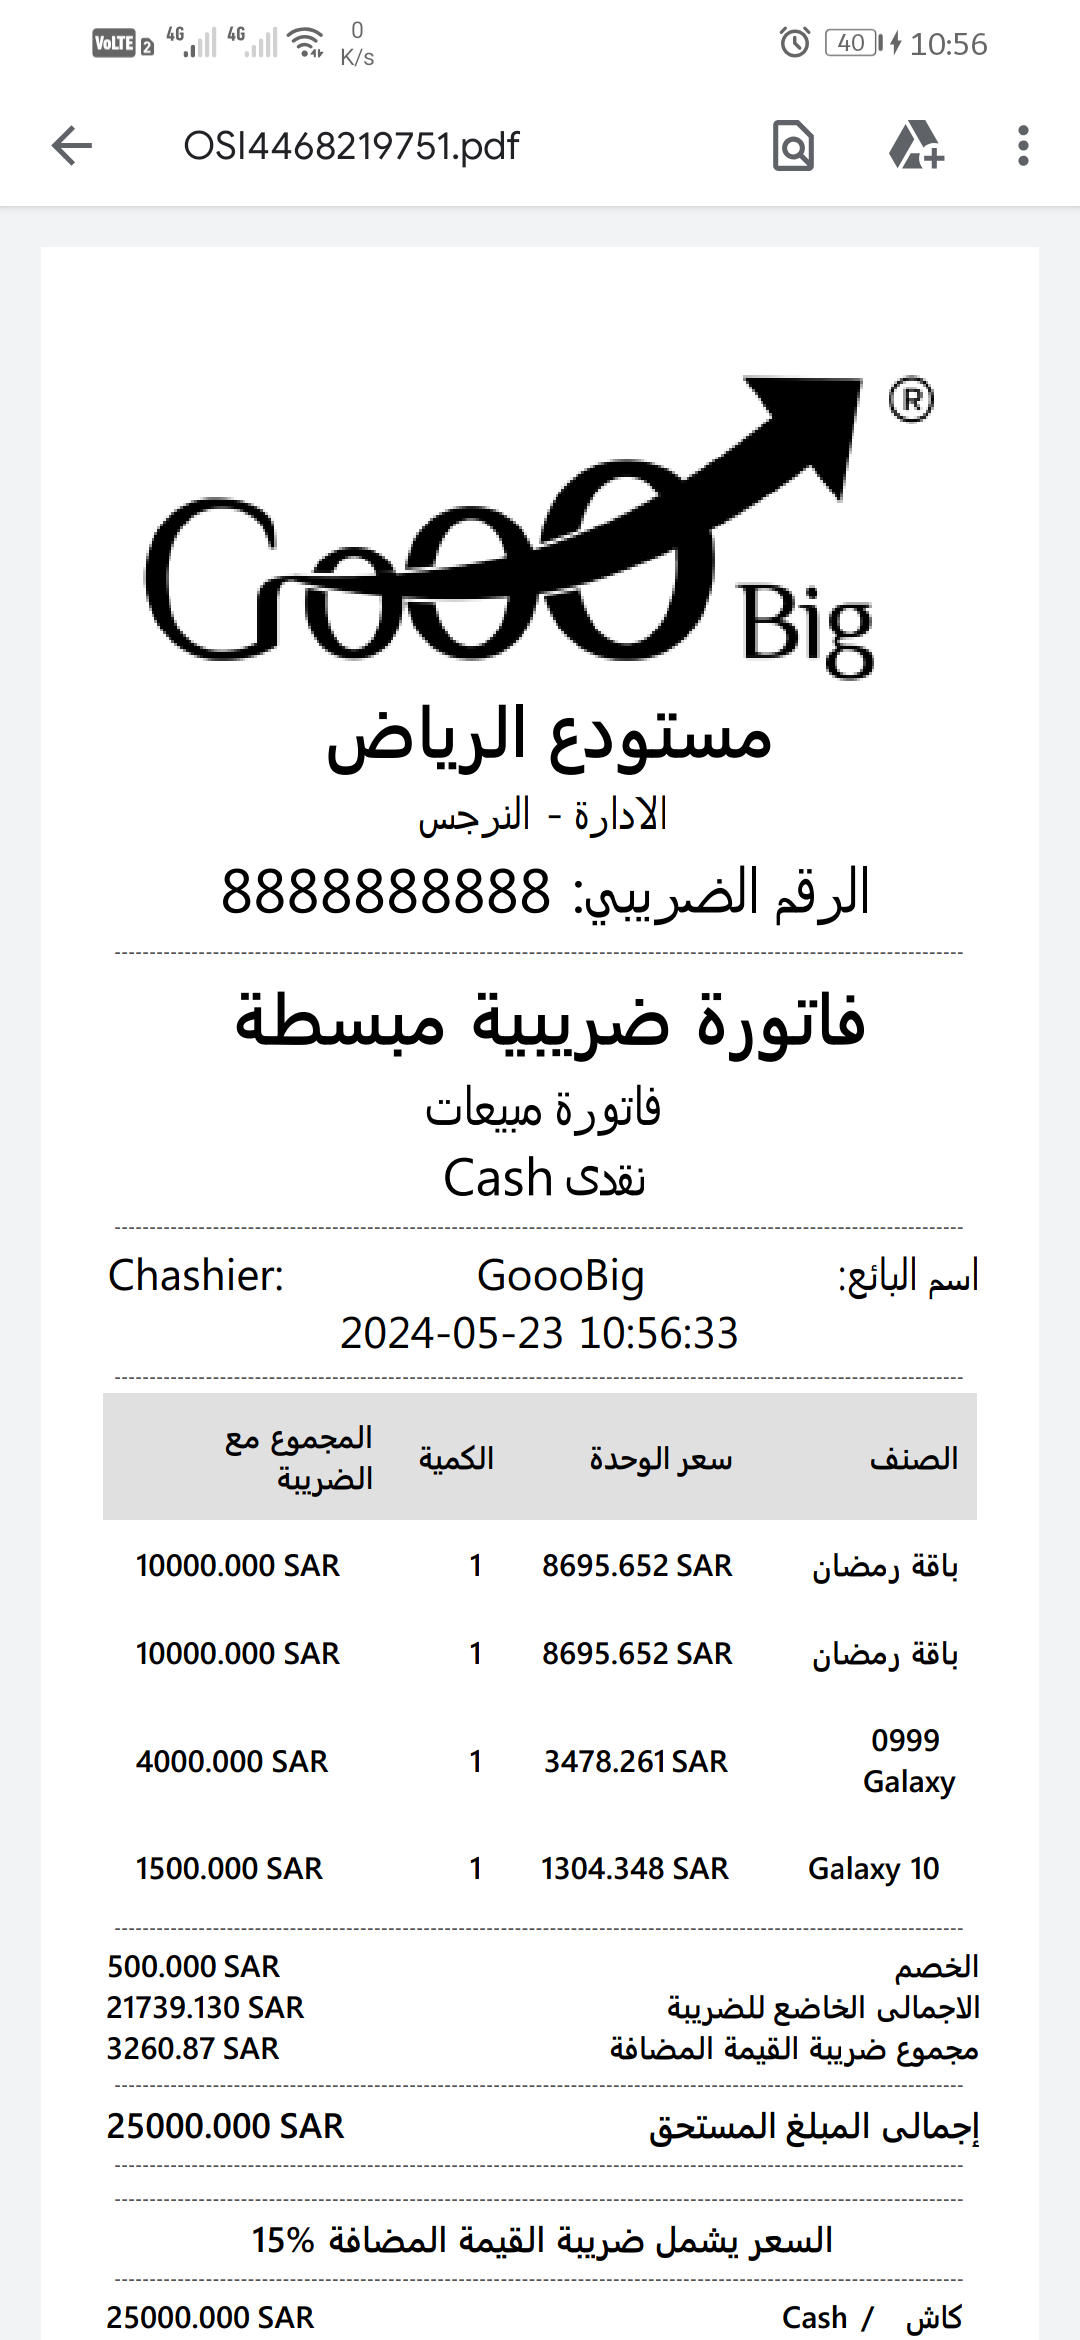 VoLTE 2 4G 4G 0 K/s 40 10:56
OSI4468219751.pdf
GoooBig ®
مستودع الرياض
الادارة - النرجس
الرقم الضريبي: 8888888888
فاتورة ضريبية مبسطة
فاتورة مبيعات
نقدى Cash
Chashier: GoooBig اسم البائع:
2024-05-23 10:56:33
الصنف سعر الوحدة الكمية المجموع مع الضريبة
باقة رمضان 8695.652 SAR 1 10000.000 SAR
باقة رمضان 8695.652 SAR 1 10000.000 SAR
0999 Galaxy 3478.261 SAR 1 4000.000 SAR
Galaxy 10 1304.348 SAR 1 1500.000 SAR
الخصم 500.000 SAR
الاجمالى الخاضع للضريبة 21739.130 SAR
مجموع ضريبة القيمة المضافة 3260.87 SAR
إجمالى المبلغ المستحق 25000.000 SAR
السعر يشمل ضريبة القيمة المضافة 15%
كاش / Cash 25000.000 SAR